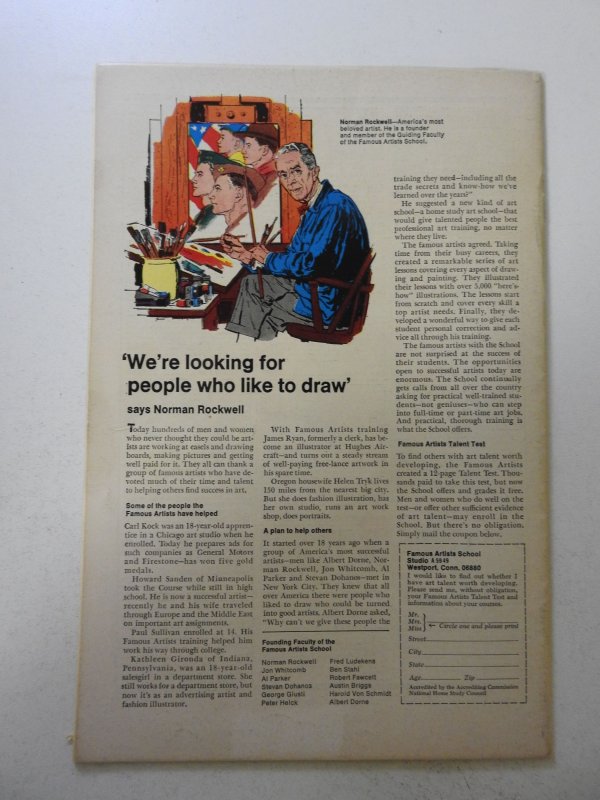 Norman Rockwell—America's most
beloved artist. He is a founder
and member of the Guiding Faculty
of the Famous Artists School.
'We're looking for
people who like to draw'
says Norman Rockwell
Today hundreds of men and women
who never thought they could be art-
ists are working at easels and drawing
boards, making pictures and getting
well paid for it. They all can thank a
group of famous artists who have de-
voted much of their time and talent
to helping others find success in art.
Some of the people the
Famous Artists have helped
Carl Kock was an 18-year-old appren-
tice in a Chicago art studio when he
enrolled. Today he prepares ads for
such companies as General Motors
and Firestone—has won five gold
medals.
Howard Sanden of Minneapolis
took the Course while still in high
school. He is now a successful artist—
recently he and his wife traveled
through Europe and the Middle East
on important art assignments.
Paul Sullivan enrolled at 14. His
Famous Artists training helped him
work his way through college.
Kathleen Gironda of Indiana,
Pennsylvania, was an 18-year-old
salesgirl in a department store. She
still works for a department store, but
now it's as an advertising artist and
fashion illustrator.
With Famous Artists training
James Ryan, formerly a clerk, has be-
come an illustrator at Hughes Air-
craft—and turns out a steady stream
of well-paying free-lance artwork in
his spare time.
Oregon housewife Helen Tryk lives
150 miles from the nearest big city.
But she does fashion illustration, has
her own studio, runs an art work
shop, does portraits.
A plan to help others
It started over 18 years ago when a
group of America's most successful
artists—men like Albert Dorne, Nor-
man Rockwell, Jon Whitcomb, Al
Parker and Stevan Dohanos—met in
New York City. They knew that all
over America there were people who
liked to draw who could be turned
into good artists. Albert Dorne asked,
"Why can't we give these people the
Founding Faculty of the
Famous Artists School
Norman Rockwell
Jon Whitcomb
Al Parker
Stevan Dohanos
George Giusti
Peter Helck
Fred Ludekens
Ben Stahl
Robert Fawcett
Austin Briggs
Harold Von Schmidt
Albert Dorne
training they need—including all the
trade secrets and know-how we've
learned over the years?"
He suggested a new kind of art
school—a home study art school—that
would give talented people the best
professional art training, no matter
where they live.
The famous artists agreed. Taking
time from their busy careers, they
created a remarkable series of art
lessons covering every aspect of draw-
ing and painting. They illustrated
their lessons with over 5,000 "here's-
how" illustrations. The lessons start
from scratch and cover every skill a
top artist needs. Finally, they de-
veloped a wonderful way to give each
student personal correction and ad-
vice all through his training.
The famous artists with the School
are not surprised at the success of
their students. The opportunities
open to successful artists today are
enormous. The School continually
gets calls from all over the country
asking for practical well-trained stu-
dents—not geniuses—who can step
into full-time or part-time art jobs.
And practical, thorough training is
what the School offers.
Famous Artists Talent Test
To find others with art talent worth
developing, the Famous Artists
created a 12-page Talent Test. Thou-
sands paid to take this test, but now
the School offers and grades it free.
Men and women who do well on the
test—or offer other sufficient evidence
of art talent—may enroll in the
School. But there's no obligation.
Simply mail the coupon below.
Famous Artists School
Studio A 9849
Westport, Conn. 06880
I would like to find out whether I
have art talent worth developing.
Please send me, without obligation,
your Famous Artists Talent Test and
information about your courses.
Mr.
Mrs.
Miss ← Circle one and please print
Street
City
State
Age Zip
Accredited by the Accrediting Commission
National Home Study Council